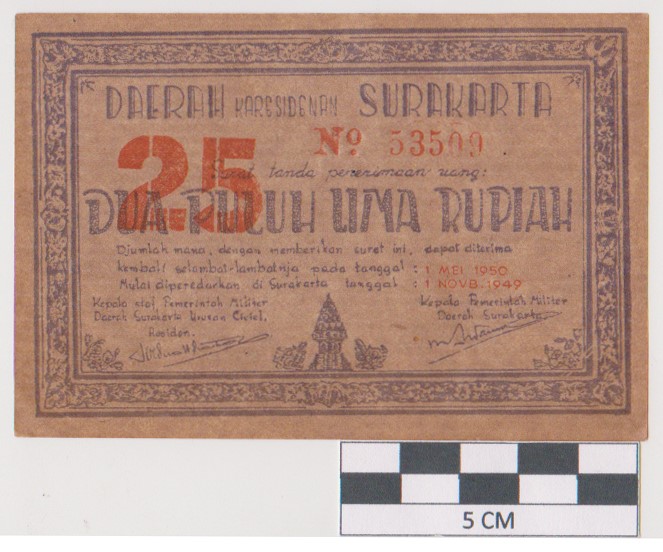 DAERAH KARESIDENAN SURAKARTA
25
No 53509
Surat tanda penerimaan uang:
DUA PULUH LIMA RUPIAH
Djumlah mana, dengan memberikan suret ini, dapat diterima
kembali selambat-lambatnja pada tanggal : 1 MEI 1950
Mulai diperedarkan di Surakarta tanggal : 1 NOVB. 1949
Kepala staf Pemerintah Militer
Daerah Surakarta Urusan Civiel,
Residen.
Kepala Pemerintah Militer
Daerah Surakarta.
5 CM